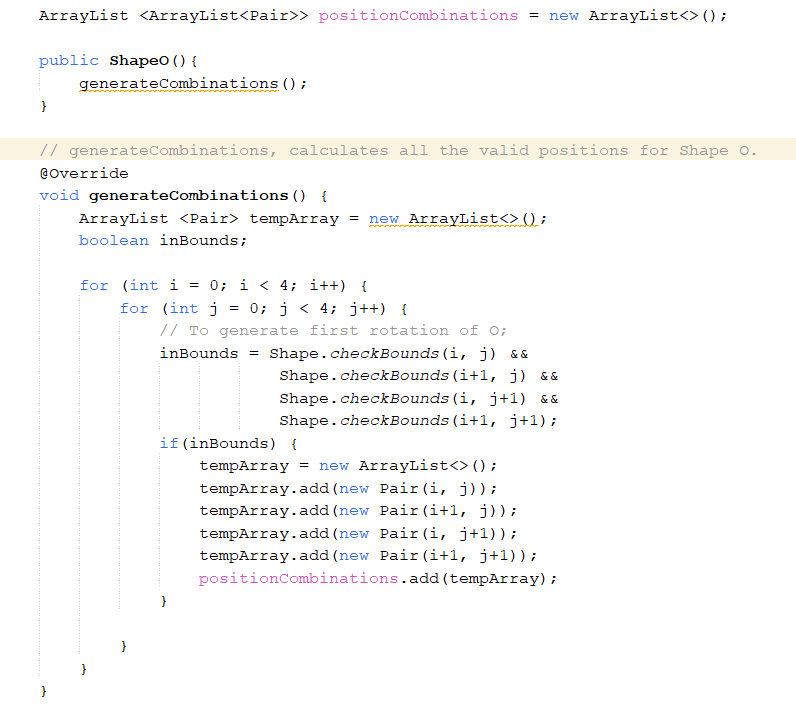 ArrayList <ArrayList<Pair>> positionCombinations = new ArrayList<>();
public ShapeO(){
generateCombinations();
}
// generateCombinations, calculates all the valid positions for Shape O.
@Override
void generateCombinations() {
ArrayList <Pair> tempArray = new ArrayList<>();
boolean inBounds;
for (int i = 0; i < 4; i++) {
for (int j = 0; j < 4; j++) {
// To generate first rotation of O;
inBounds = Shape.checkBounds(i, j) &&
Shape.checkBounds(i+1, j) &&
Shape.checkBounds(i, j+1) &&
Shape.checkBounds(i+1, j+1);
if(inBounds) {
tempArray = new ArrayList<>();
tempArray.add(new Pair(i, j));
tempArray.add(new Pair(i+1, j));
tempArray.add(new Pair(i, j+1));
tempArray.add(new Pair(i+1, j+1));
positionCombinations.add(tempArray);
}
}
}
}